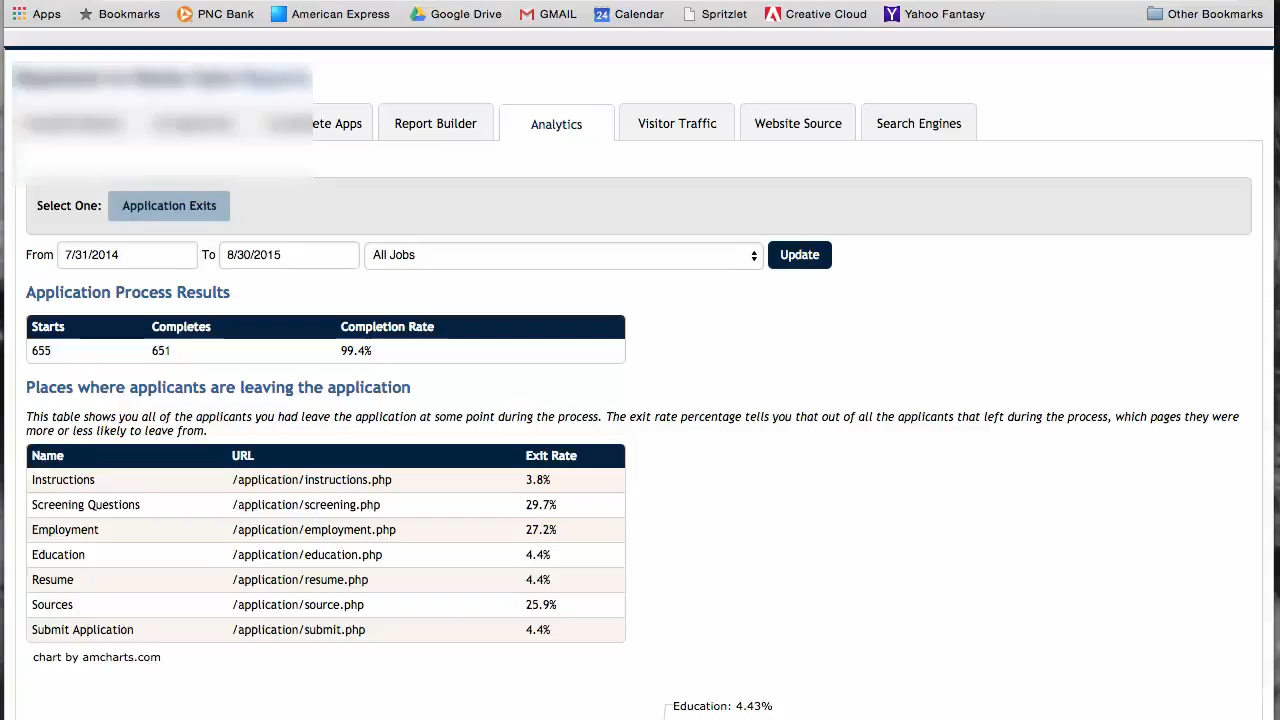 Apps Bookmarks PNC Bank American Express Google Drive GMAIL 24 Calendar Spritzlet Creative Cloud Yahoo Fantasy Other Bookmarks
Apps Report Builder Analytics Visitor Traffic Website Source Search Engines
Select One: Application Exits
From 7/31/2014 To 8/30/2015 All Jobs Update
Application Process Results
Starts Completes Completion Rate
655 651 99.4%
Places where applicants are leaving the application
This table shows you all of the applicants you had leave the application at some point during the process. The exit rate percentage tells you that out of all the applicants that left during the process, which pages they were
more or less likely to leave from.
Name URL Exit Rate
Instructions /application/instructions.php 3.8%
Screening Questions /application/screening.php 29.7%
Employment /application/employment.php 27.2%
Education /application/education.php 4.4%
Resume /application/resume.php 4.4%
Sources /application/source.php 25.9%
Submit Application /application/submit.php 4.4%
chart by amcharts.com
Education: 4.43%